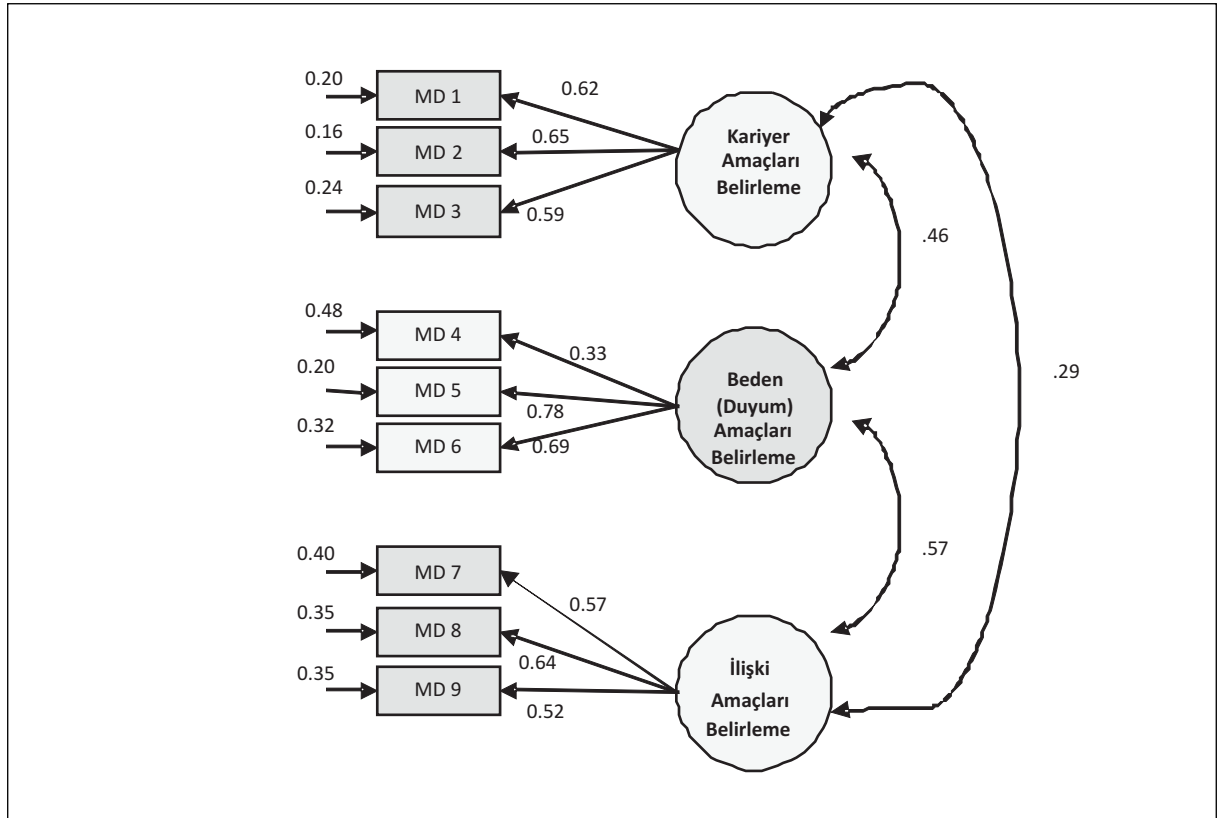 0.20
MD 1
0.62
0.16
MD 2
0.65
0.24
MD 3
0.59
Kariyer
Amaçları
Belirleme
.46
0.48
MD 4
0.33
0.20
MD 5
0.78
0.32
MD 6
0.69
Beden
(Duyum)
Amaçları
Belirleme
.29
.57
0.40
MD 7
0.57
0.35
MD 8
0.64
0.35
MD 9
0.52
İlişki
Amaçları
Belirleme